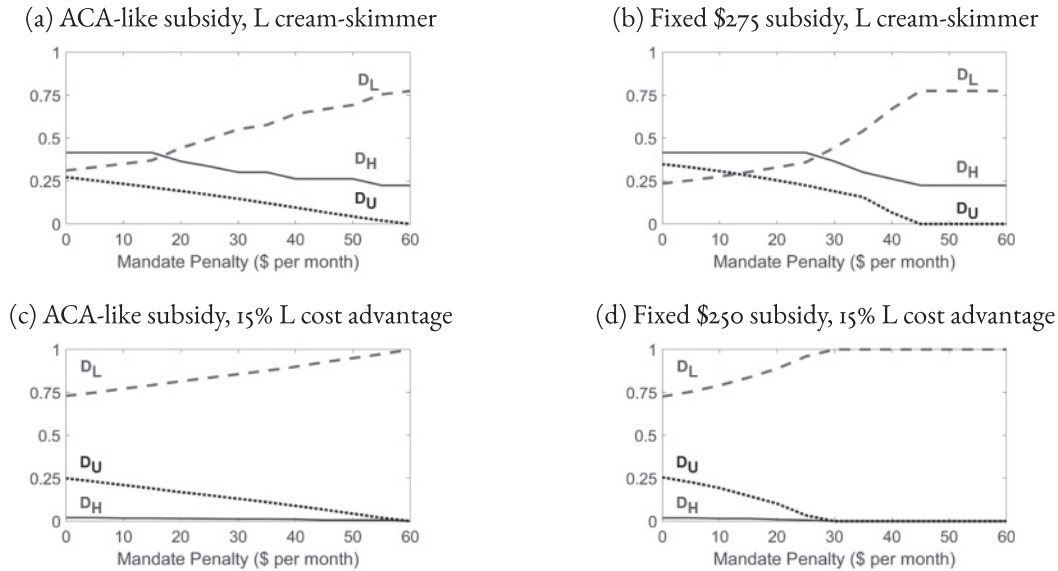 (a) ACA-like subsidy, L cream-skimmer
1
0.75
0.5
0.25
0
D_L
D_H
D_U
0 10 20 30 40 50 60
Mandate Penalty ($ per month)
(b) Fixed $275 subsidy, L cream-skimmer
1
0.75
0.5
0.25
0
D_L
D_H
D_U
0 10 20 30 40 50 60
Mandate Penalty ($ per month)
(c) ACA-like subsidy, 15% L cost advantage
1
0.75
0.5
0.25
0
D_L
D_U
D_H
0 10 20 30 40 50 60
Mandate Penalty ($ per month)
(d) Fixed $250 subsidy, 15% L cost advantage
1
0.75
0.5
0.25
0
D_L
D_U
D_H
0 10 20 30 40 50 60
Mandate Penalty ($ per month)